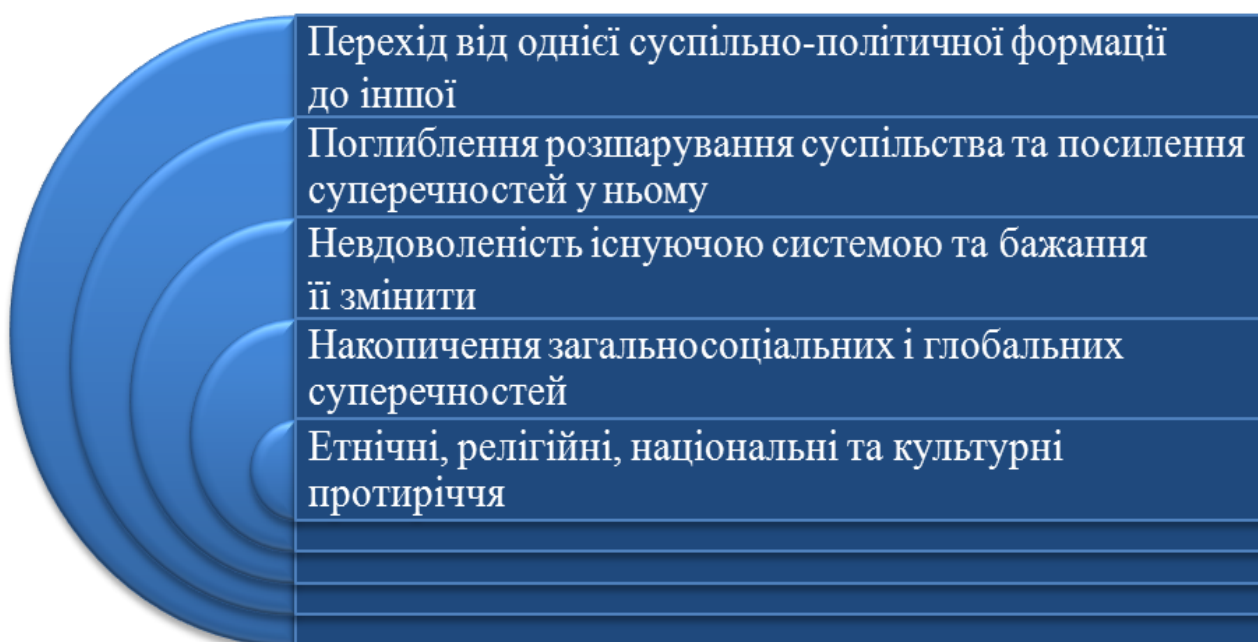 Перехід від однієї суспільно-політичної формації
до іншої
Поглиблення розшарування суспільства та посилення
суперечностей у ньому
Невдоволеність існуючою системою та бажання
її змінити
Накопичення загальносоціальних і глобальних
суперечностей
Етнічні, релігійні, національні та культурні
протиріччя